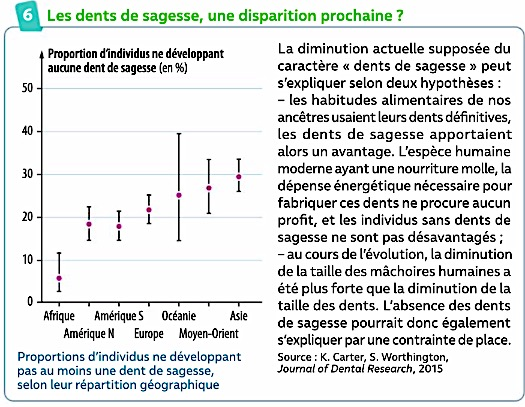 6 Les dents de sagesse, une disparition prochaine ?
Proportion d'individus ne développant
aucune dent de sagesse (en %)
50
40
30
20
10
0
Afrique Amérique S Océanie Asie
Amérique N Europe Moyen-Orient
Proportions d'individus ne développant
pas au moins une dent de sagesse,
selon leur répartition géographique
La diminution actuelle supposée du
caractère « dents de sagesse » peut
s'expliquer selon deux hypothèses :
– les habitudes alimentaires de nos
ancêtres usaient leurs dents définitives,
les dents de sagesse apportaient
alors un avantage. L'espèce humaine
moderne ayant une nourriture molle, la
dépense énergétique nécessaire pour
fabriquer ces dents ne procure aucun
profit, et les individus sans dents de
sagesse ne sont pas désavantagés ;
– au cours de l'évolution, la diminution
de la taille des mâchoires humaines a
été plus forte que la diminution de la
taille des dents. L'absence des dents
de sagesse pourrait donc également
s'expliquer par une contrainte de place.
Source : K. Carter, S. Worthington,
Journal of Dental Research, 2015